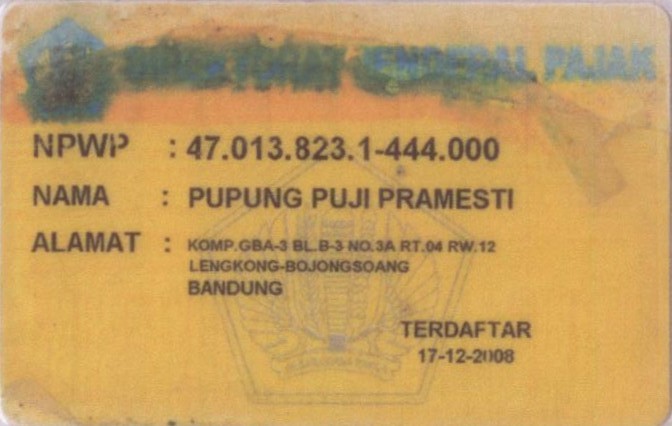 DIREKTORAT JENDERAL PAJAK
NPWP : 47.013.823.1-444.000
NAMA : PUPUNG PUJI PRAMESTI
ALAMAT : KOMP.GBA-3 BL.B-3 NO.3A RT.04 RW.12
LENGKONG-BOJONGSOANG
BANDUNG
TERDAFTAR
17-12-2008